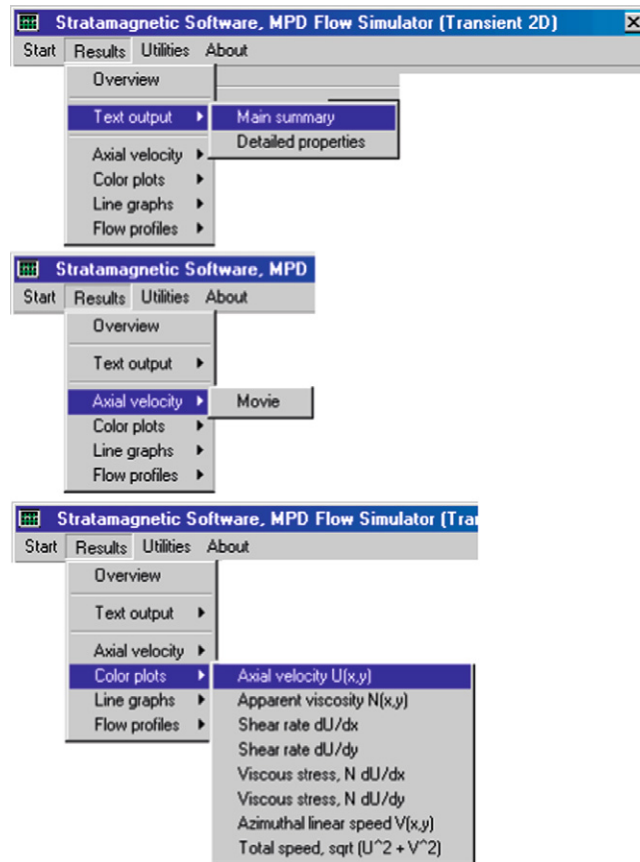 Stratamagnetic Software, MPD Flow Simulator (Transient 2D)
Start Results Utilities About
Overview
Text output Main summary
Detailed properties
Axial velocity
Color plots
Line graphs
Flow profiles
Stratamagnetic Software, MPD
Start Results Utilities About
Overview
Text output
Axial velocity Movie
Color plots
Line graphs
Flow profiles
Stratamagnetic Software, MPD Flow Simulator (Tra
Start Results Utilities About
Overview
Text output
Axial velocity
Color plots Axial velocity U(x,y)
Line graphs Apparent viscosity N(x,y)
Flow profiles Shear rate dU/dx
Shear rate dU/dy
Viscous stress, N dU/dx
Viscous stress, N dU/dy
Azimuthal linear speed V(x,y)
Total speed, sqrt (U^2 + V^2)